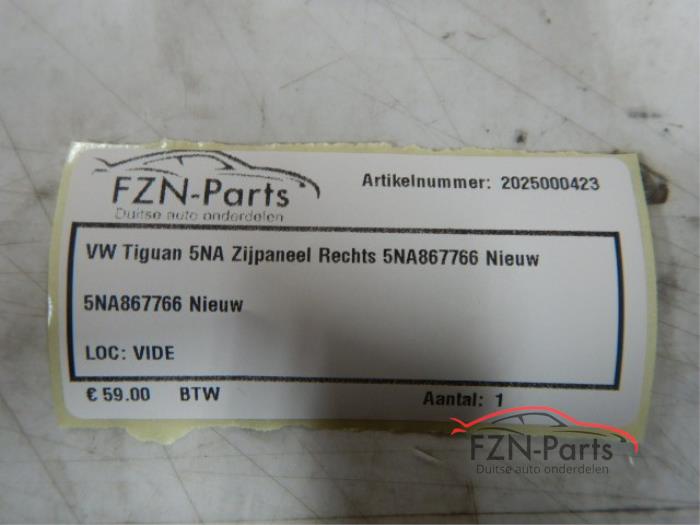 FZN-Parts
Duitse auto onderdelen
Artikelnummer: 2025000423
VW Tiguan 5NA Zijpaneel Rechts 5NA867766 Nieuw
5NA867766 Nieuw
LOC: VIDE
€ 59.00 BTW
Aantal: 1
FZN-Parts
Duitse auto onderdelen